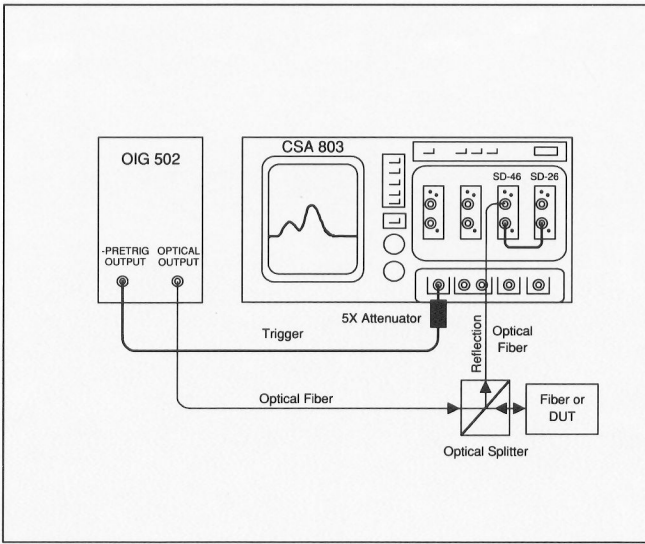 CSA 803
OIG 502
SD-46 SD-26
-PRETRIG
OUTPUT
OPTICAL
OUTPUT
5X Attenuator
Trigger
Reflection
Optical
Fiber
Optical Fiber
Fiber or
DUT
Optical Splitter